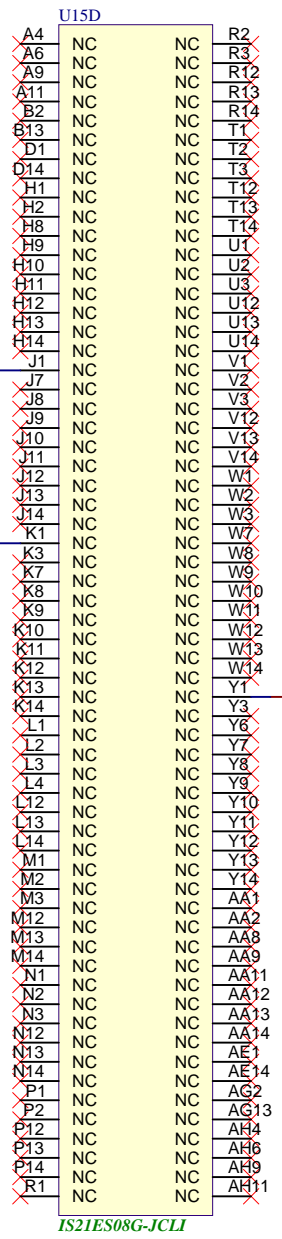 U15D
A4 NC NC R2
A6 NC NC R3
A9 NC NC R12
A11 NC NC R13
B2 NC NC R14
B13 NC NC T1
D1 NC NC T2
D14 NC NC T3
H1 NC NC T12
H2 NC NC T13
H8 NC NC T14
H9 NC NC U1
H10 NC NC U2
H11 NC NC U3
H12 NC NC U12
H13 NC NC U13
H14 NC NC U14
J1 NC NC V1
J7 NC NC V2
J8 NC NC V3
J9 NC NC V12
J10 NC NC V13
J11 NC NC V14
J12 NC NC W1
J13 NC NC W2
J14 NC NC W3
K1 NC NC W7
K3 NC NC W8
K7 NC NC W9
K8 NC NC W10
K9 NC NC W11
K10 NC NC W12
K11 NC NC W13
K12 NC NC W14
K13 NC NC Y1
K14 NC NC Y3
L1 NC NC Y6
L2 NC NC Y7
L3 NC NC Y8
L4 NC NC Y9
L12 NC NC Y10
L13 NC NC Y11
L14 NC NC Y12
M1 NC NC Y13
M2 NC NC Y14
M3 NC NC AA1
M12 NC NC AA2
M13 NC NC AA8
M14 NC NC AA9
N1 NC NC AA11
N2 NC NC AA12
N3 NC NC AA13
N12 NC NC AA14
N13 NC NC AE1
N14 NC NC AE14
P1 NC NC AG2
P2 NC NC AG13
P12 NC NC AH4
P13 NC NC AH6
P14 NC NC AH9
R1 NC NC AH11
IS21ES08G-JCLI